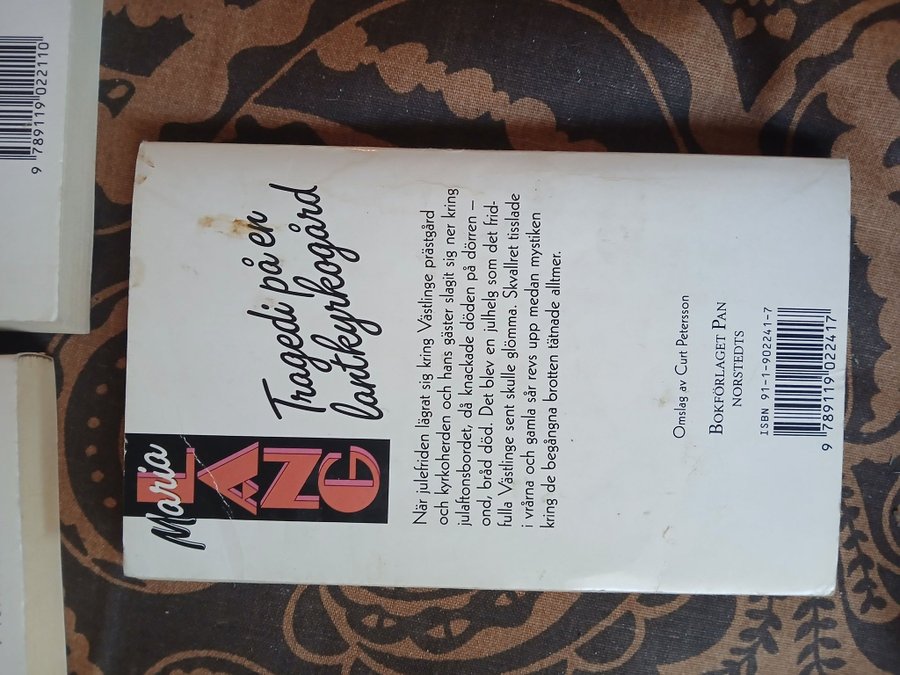 Maria
LANG
Tragedi på en
lantkyrkogård
När julefriden lägrat sig kring Västlinge prästgård
och kyrkoherden och hans gäster slagit sig ner kring
julaftonsbordet, då knackade döden på dörren –
ond, bråd död. Det blev en julhelg som det frid-
fulla Västlinge sent skulle glömma. Skvallret tisslade
i vrårna och gamla sår revs upp medan mystiken
kring de begångna brotten tätnade alltmer.
Omslag av Curt Petersson
BOKFÖRLAGET PAN
NORSTEDTS
ISBN 91-1-902241-7
9 789119 022417
9 789119 022110